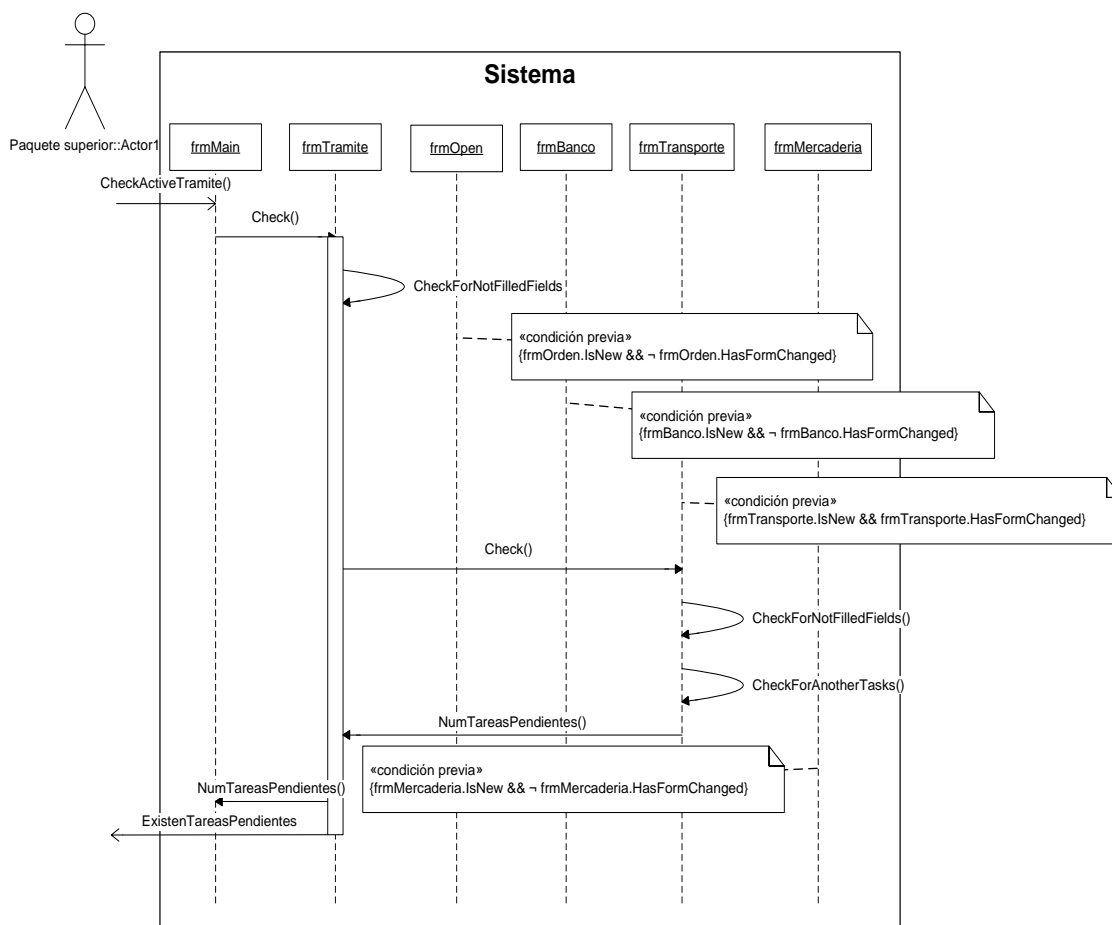 Sistema
Paquete superior::Actor1
frmMain
frmTramite
frmOpen
frmBanco
frmTransporte
frmMercaderia
CheckActiveTramite()
Check()
CheckForNotFilledFields
«condición previa»
{frmOrden.IsNew && ¬ frmOrden.HasFormChanged}
«condición previa»
{frmBanco.IsNew && ¬ frmBanco.HasFormChanged}
«condición previa»
{frmTransporte.IsNew && frmTransporte.HasFormChanged}
Check()
CheckForNotFilledFields()
CheckForAnotherTasks()
NumTareasPendientes()
«condición previa»
{frmMercaderia.IsNew && ¬ frmMercaderia.HasFormChanged}
NumTareasPendientes()
ExistenTareasPendientes